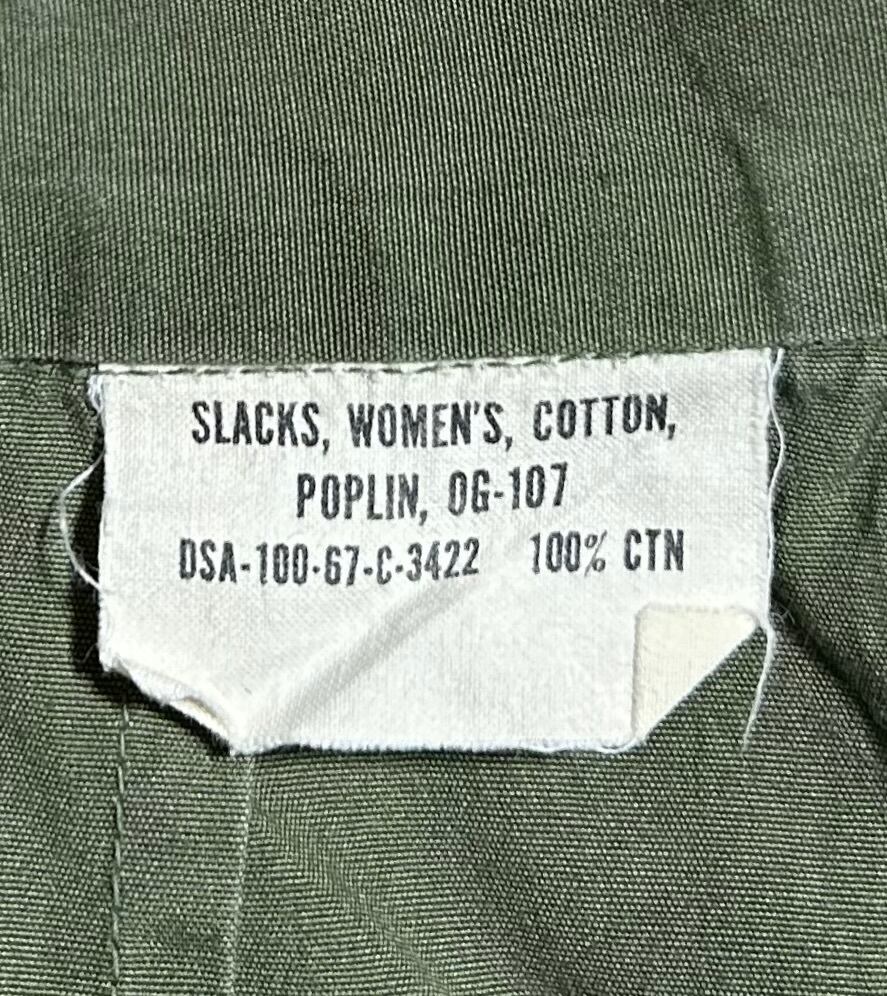 SLACKS, WOMEN'S, COTTON,
POPLIN, OG-107
DSA-100-67-C-3422 100% CTN